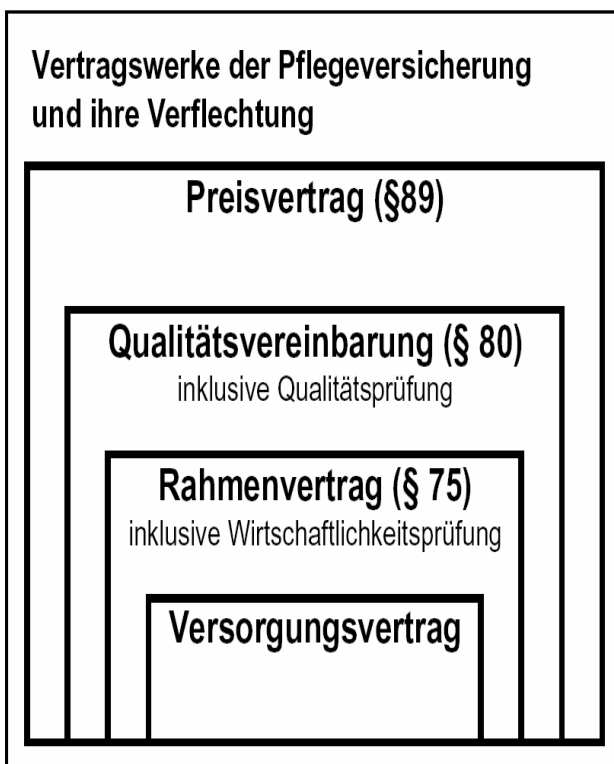 Vertragswerke der Pflegeversicherung
und ihre Verflechtung
Preisvertrag (§89)
Qualitätsvereinbarung (§ 80)
inklusive Qualitätsprüfung
Rahmenvertrag (§ 75)
inklusive Wirtschaftlichkeitsprüfung
Versorgungsvertrag